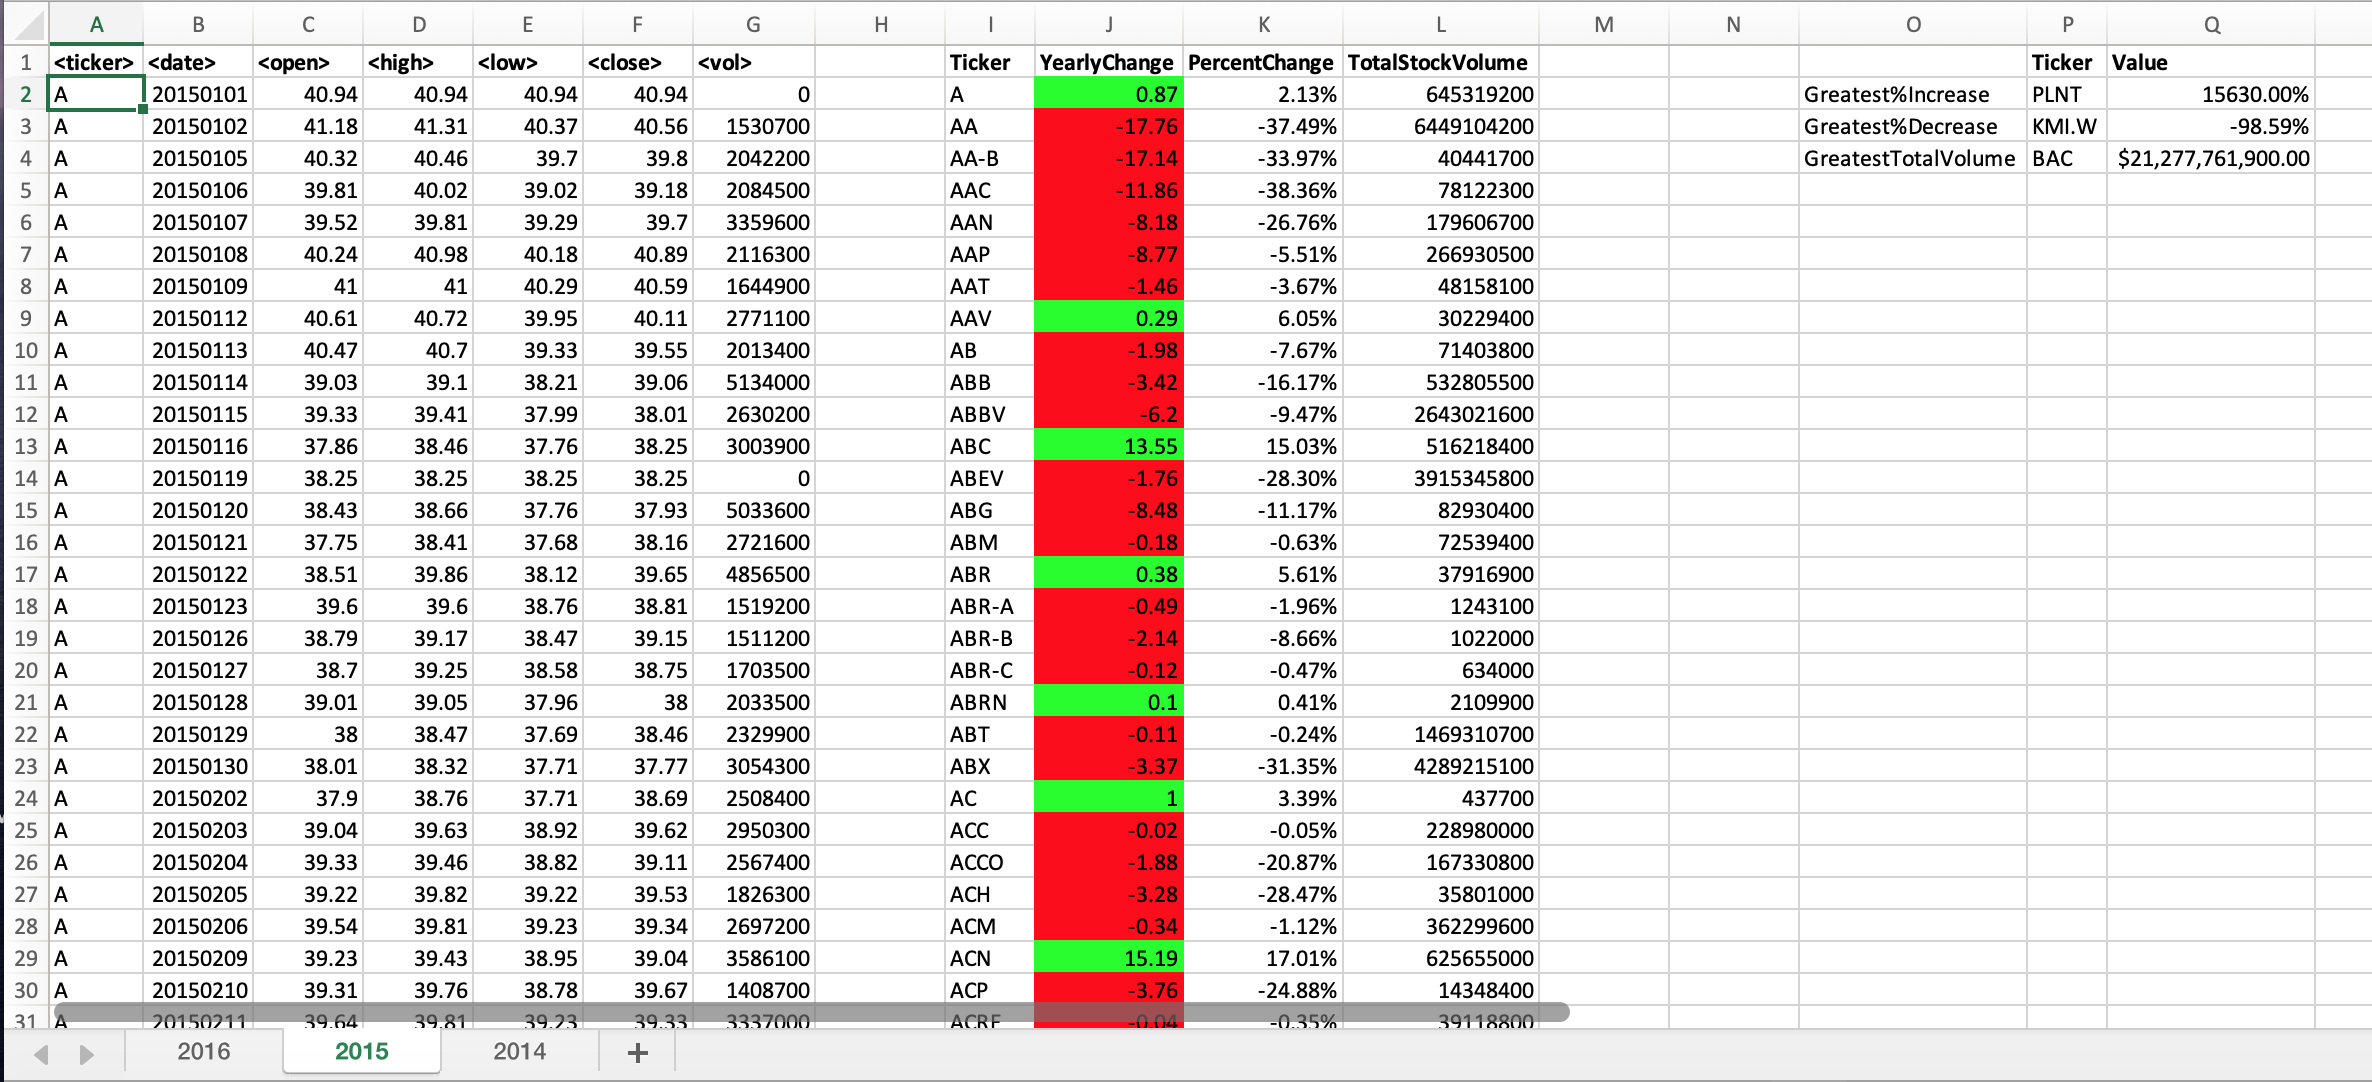 A B C D E F G H I J K L M N O P Q
1 <ticker> <date> <open> <high> <low> <close> <vol> Ticker YearlyChange PercentChange TotalStockVolume Ticker Value
2 A 20150101 40.94 40.94 40.94 40.94 0 A 0.87 2.13% 645319200 Greatest%Increase PLNT 15630.00%
3 A 20150102 41.18 41.31 40.37 40.56 1530700 AA -17.76 -37.49% 6449104200 Greatest%Decrease KMI.W -98.59%
4 A 20150105 40.32 40.46 39.7 39.8 2042200 AA-B -17.14 -33.97% 40441700 GreatestTotalVolume BAC $21,277,761,900.00
5 A 20150106 39.81 40.02 39.02 39.18 2084500 AAC -11.86 -38.36% 78122300
6 A 20150107 39.52 39.81 39.29 39.7 3359600 AAN -8.18 -26.76% 179606700
7 A 20150108 40.24 40.98 40.18 40.89 2116300 AAP -8.77 -5.51% 266930500
8 A 20150109 41 41 40.29 40.59 1644900 AAT -1.46 -3.67% 48158100
9 A 20150112 40.61 40.72 39.95 40.11 2771100 AAV 0.29 6.05% 30229400
10 A 20150113 40.47 40.7 39.33 39.55 2013400 AB -1.98 -7.67% 71403800
11 A 20150114 39.03 39.1 38.21 39.06 5134000 ABB -3.42 -16.17% 532805500
12 A 20150115 39.33 39.41 37.99 38.01 2630200 ABBV -6.2 -9.47% 2643021600
13 A 20150116 37.86 38.46 37.76 38.25 3003900 ABC 13.55 15.03% 516218400
14 A 20150119 38.25 38.25 38.25 38.25 0 ABEV -1.76 -28.30% 3915345800
15 A 20150120 38.43 38.66 37.76 37.93 5033600 ABG -8.48 -11.17% 82930400
16 A 20150121 37.75 38.41 37.68 38.16 2721600 ABM -0.18 -0.63% 72539400
17 A 20150122 38.51 39.86 38.12 39.65 4856500 ABR 0.38 5.61% 37916900
18 A 20150123 39.6 39.6 38.76 38.81 1519200 ABR-A -0.49 -1.96% 1243100
19 A 20150126 38.79 39.17 38.47 39.15 1511200 ABR-B -2.14 -8.66% 1022000
20 A 20150127 38.7 39.25 38.58 38.75 1703500 ABR-C -0.12 -0.47% 634000
21 A 20150128 39.01 39.05 37.96 38 2033500 ABRN 0.1 0.41% 2109900
22 A 20150129 38 38.47 37.69 38.46 2329900 ABT -0.11 -0.24% 1469310700
23 A 20150130 38.01 38.32 37.71 37.77 3054300 ABX -3.37 -31.35% 4289215100
24 A 20150202 37.9 38.76 37.71 38.69 2508400 AC 1 3.39% 437700
25 A 20150203 39.04 39.63 38.92 39.62 2950300 ACC -0.02 -0.05% 228980000
26 A 20150204 39.33 39.46 38.82 39.11 2567400 ACCO -1.88 -20.87% 167330800
27 A 20150205 39.22 39.82 39.22 39.53 1826300 ACH -3.28 -28.47% 35801000
28 A 20150206 39.54 39.81 39.23 39.34 2697200 ACM -0.34 -1.12% 362299600
29 A 20150209 39.23 39.43 38.95 39.04 3586100 ACN 15.19 17.01% 625655000
30 A 20150210 39.31 39.76 38.78 39.67 1408700 ACP -3.76 -24.88% 14348400
31 A 20150211 39.64 39.81 39.23 39.33 3337000 ACRE -0.04 -0.35% 39118800
2016 2015 2014 +